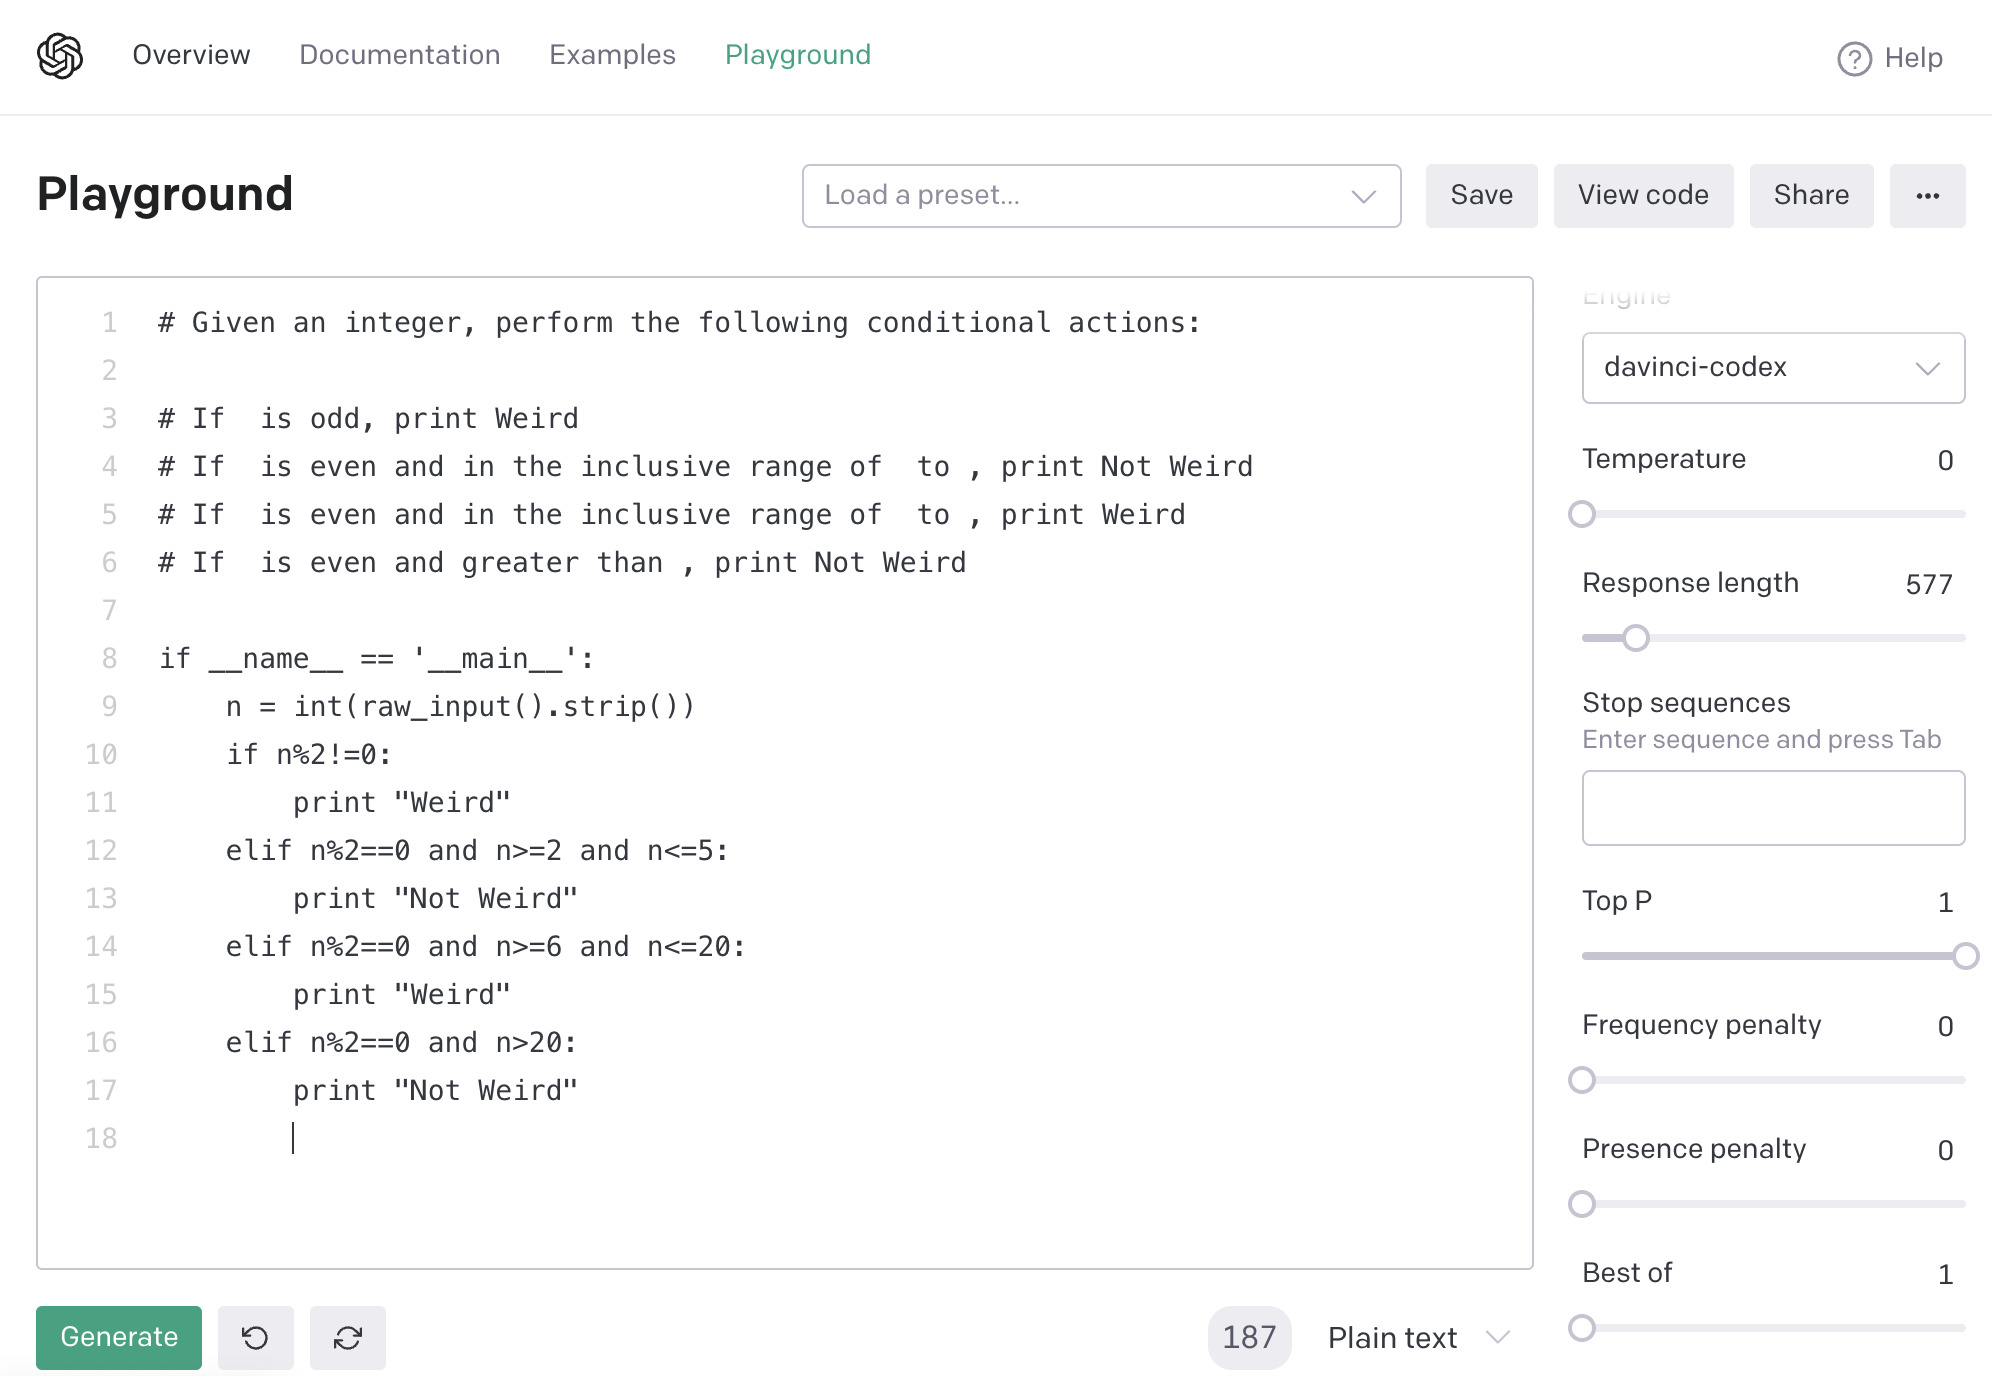 Overview Documentation Examples Playground Help
Playground Load a preset... Save View code Share ...
1 # Given an integer, perform the following conditional actions:
2
3 # If  is odd, print Weird
4 # If  is even and in the inclusive range of  to , print Not Weird
5 # If  is even and in the inclusive range of  to , print Weird
6 # If  is even and greater than , print Not Weird
7
8 if __name__ == '__main__':
9     n = int(raw_input().strip())
10     if n%2!=0:
11         print "Weird"
12     elif n%2==0 and n>=2 and n<=5:
13         print "Not Weird"
14     elif n%2==0 and n>=6 and n<=20:
15         print "Weird"
16     elif n%2==0 and n>20:
17         print "Not Weird"
18
Engine
davinci-codex
Temperature 0
Response length 577
Stop sequences
Enter sequence and press Tab
Top P 1
Frequency penalty 0
Presence penalty 0
Best of 1
Generate 187 Plain text